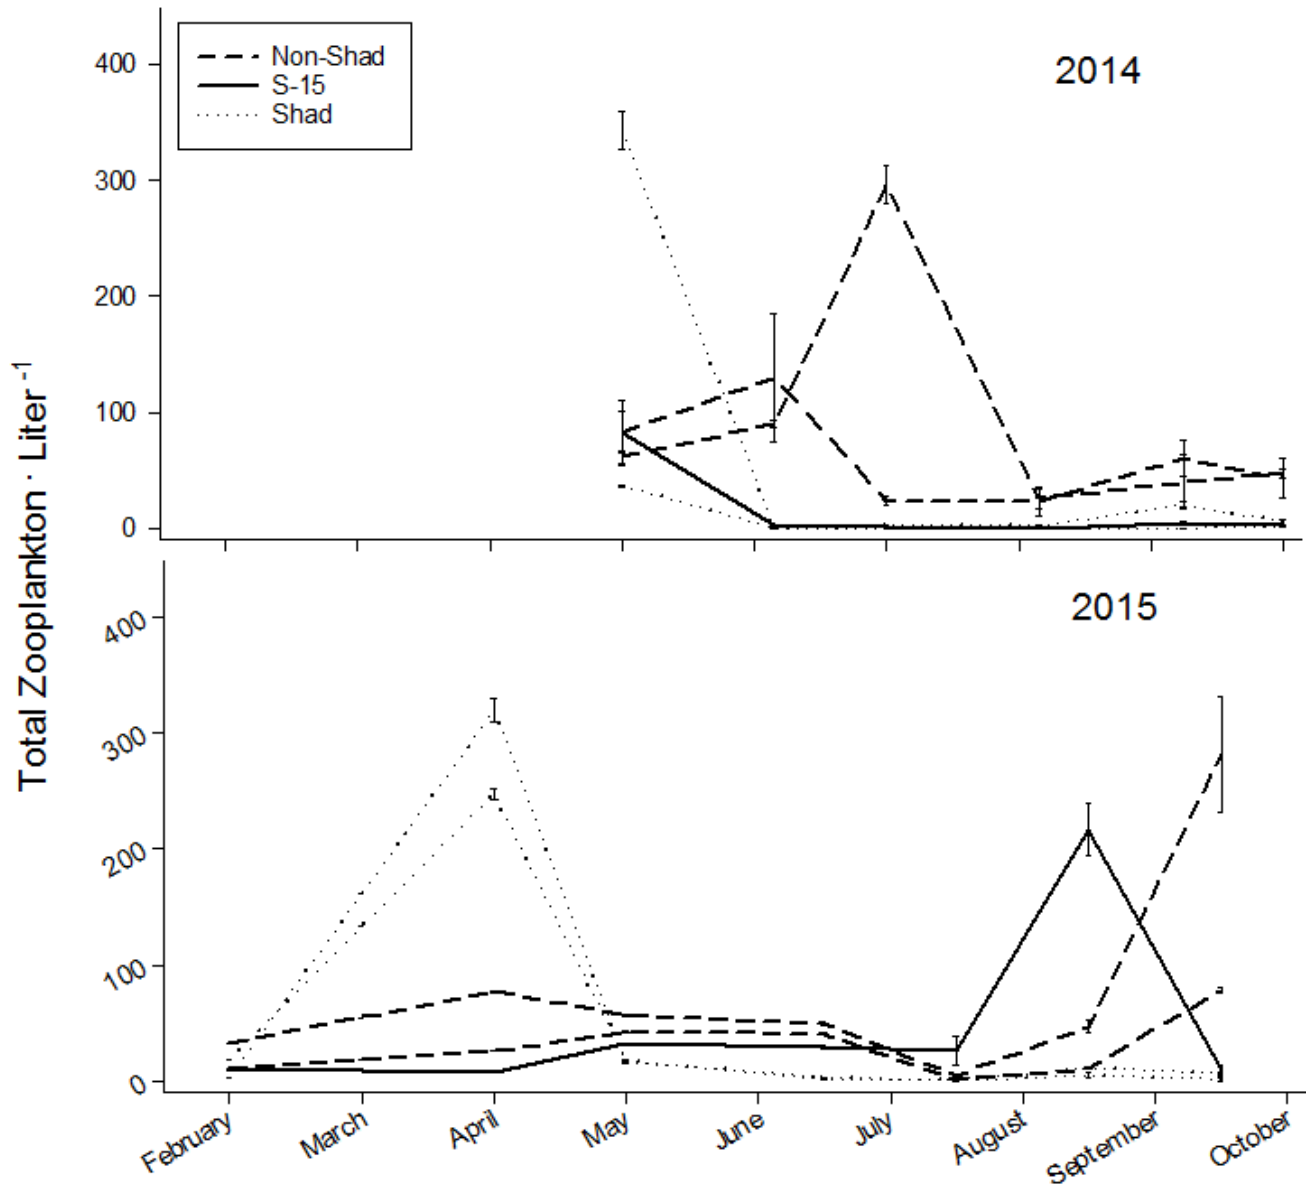 Non-Shad
S-15
Shad
2014
400
300
200
100
0
Total Zooplankton · Liter⁻¹
2015
400
300
200
100
0
February
March
April
May
June
July
August
September
October